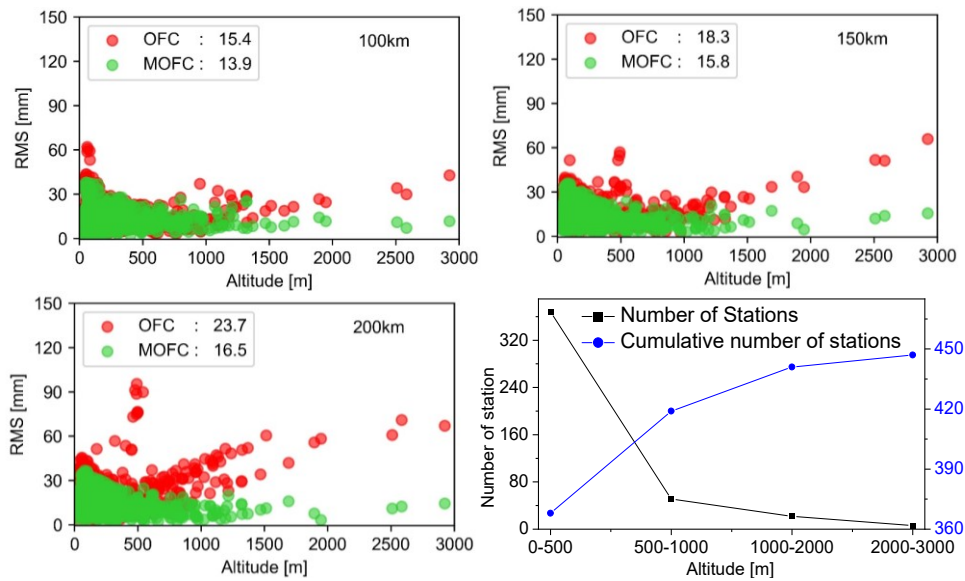 150
120
90
60
30
0
RMS [mm]
OFC : 15.4
MOFC : 13.9
100km
0 500 1000 1500 2000 2500 3000
Altitude [m]
150
120
90
60
30
0
RMS [mm]
OFC : 18.3
MOFC : 15.8
150km
0 500 1000 1500 2000 2500 3000
Altitude [m]
150
120
90
60
30
0
RMS [mm]
OFC : 23.7
MOFC : 16.5
200km
0 500 1000 1500 2000 2500 3000
Altitude [m]
360
320
240
160
80
0
Number of station
Number of Stations
Cumulative number of stations
450
420
390
360
0-500 500-1000 1000-2000 2000-3000
Altitude [m]